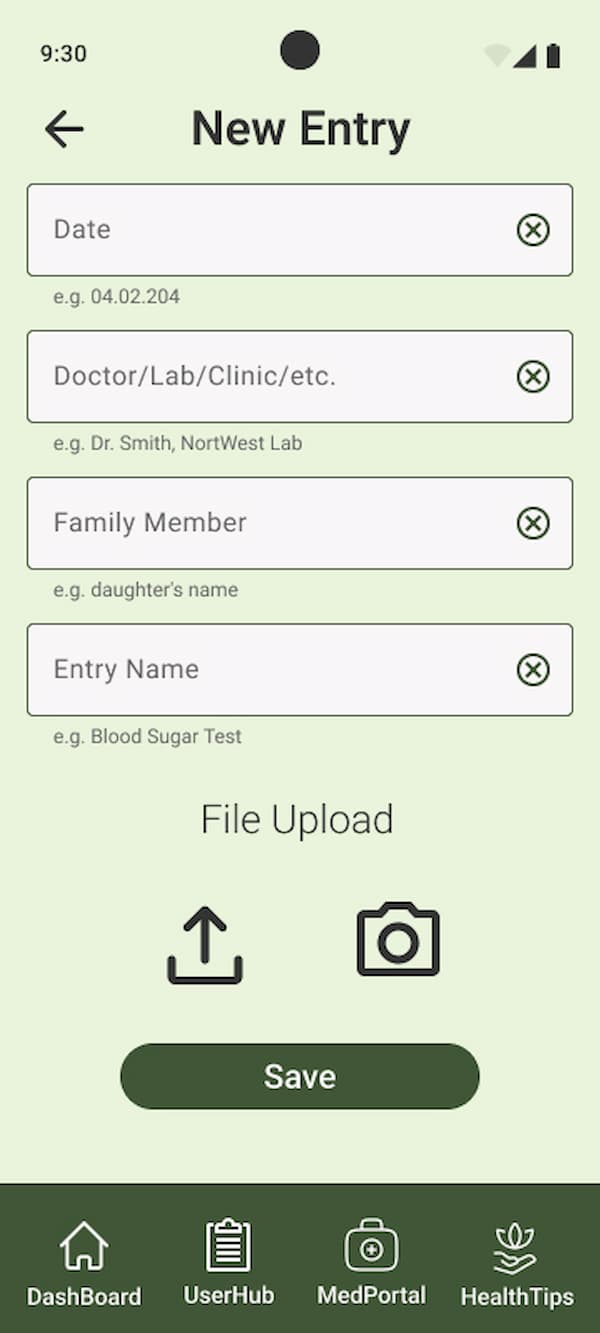 9:30
New Entry
Date
e.g. 04.02.204
Doctor/Lab/Clinic/etc.
e.g. Dr. Smith, NortWest Lab
Family Member
e.g. daughter's name
Entry Name
e.g. Blood Sugar Test
File Upload
Save
DashBoard UserHub MedPortal HealthTips